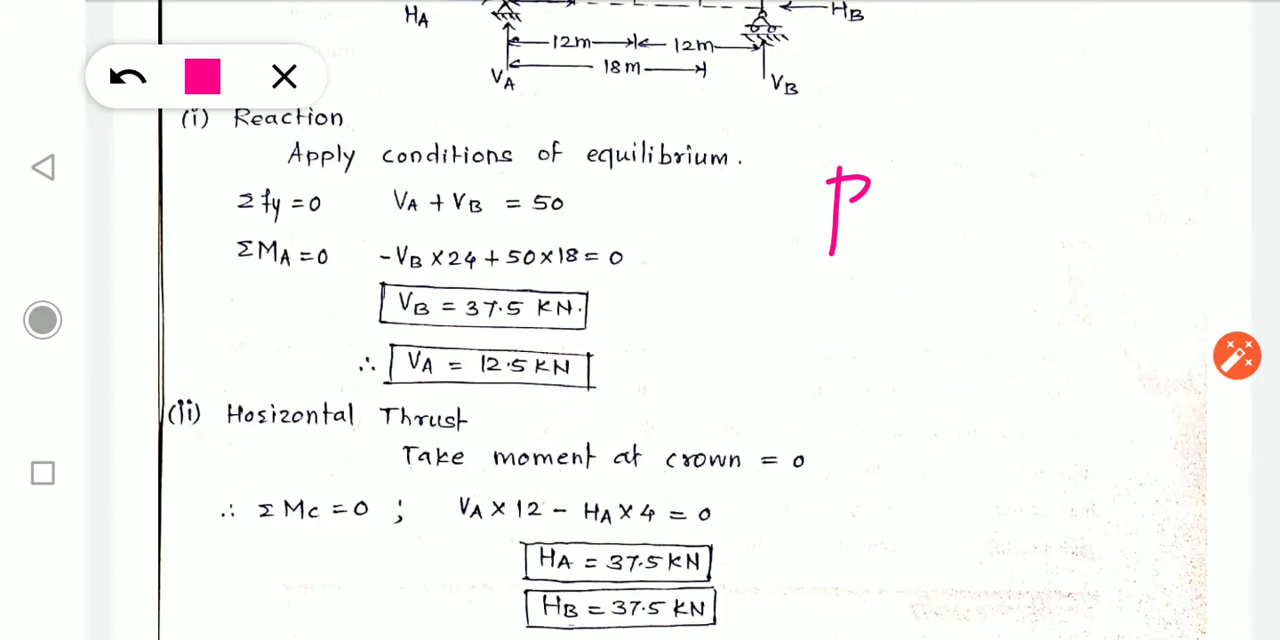 HA
HB
12m 12m
18m
VA
VB
(i) Reaction
Apply conditions of equilibrium.
Σfy=0 VA + VB = 50
ΣMA=0 -VB×24+50×18=0
VB = 37.5 KN.
∴ VA = 12.5 KN
(ii) Horizontal Thrust
Take moment at crown = 0
∴ ΣMc=0 ; VA×12 - HA×4 = 0
HA = 37.5 KN
HB = 37.5 KN
P